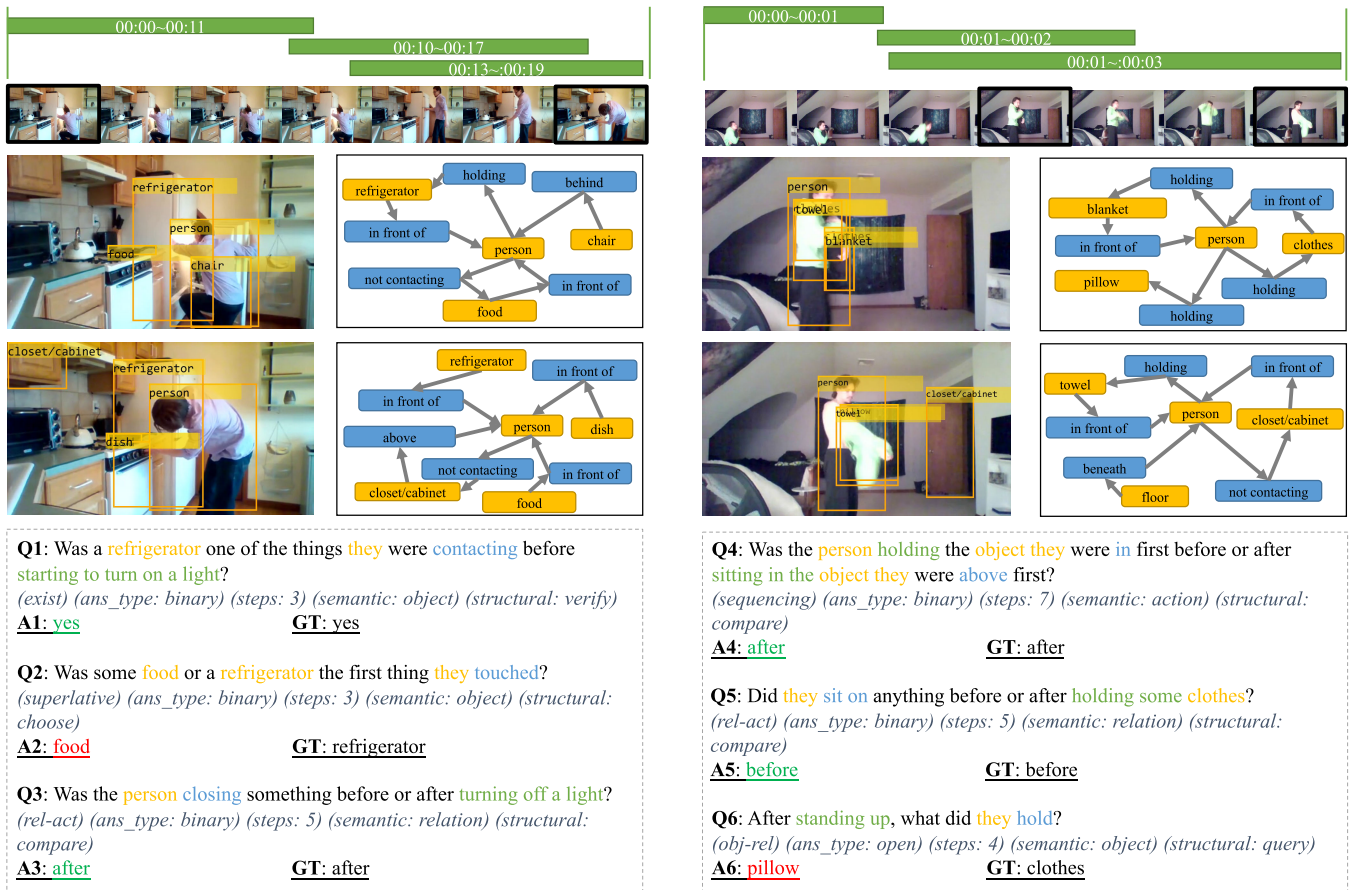 00:00~00:11
00:10~00:17
00:13~:00:19
refrigerator
person
food
chair
holding
refrigerator
behind
in front of
person
chair
not contacting
in front of
food
closet/cabinet
refrigerator
person
dish
refrigerator
in front of
in front of
person
dish
above
not contacting
in front of
closet/cabinet
food
Q1: Was a refrigerator one of the things they were contacting before
starting to turn on a light?
(exist) (ans_type: binary) (steps: 3) (semantic: object) (structural: verify)
A1: yes GT: yes
Q2: Was some food or a refrigerator the first thing they touched?
(superlative) (ans_type: binary) (steps: 3) (semantic: object) (structural:
choose)
A2: food GT: refrigerator
Q3: Was the person closing something before or after turning off a light?
(rel-act) (ans_type: binary) (steps: 5) (semantic: relation) (structural:
compare)
A3: after GT: after
00:00~00:01
00:01~00:02
00:01~:00:03
person
towel
blanket
holding
blanket
in front of
in front of
person
clothes
pillow
holding
holding
person
closet/cabinet
towel
holding
in front of
towel
person
closet/cabinet
in front of
beneath
floor
not contacting
Q4: Was the person holding the object they were in first before or after
sitting in the object they were above first?
(sequencing) (ans_type: binary) (steps: 7) (semantic: action) (structural:
compare)
A4: after GT: after
Q5: Did they sit on anything before or after holding some clothes?
(rel-act) (ans_type: binary) (steps: 5) (semantic: relation) (structural:
compare)
A5: before GT: before
Q6: After standing up, what did they hold?
(obj-rel) (ans_type: open) (steps: 4) (semantic: object) (structural: query)
A6: pillow GT: clothes